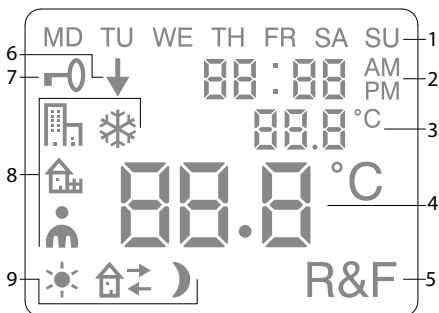 MD TU WE TH FR SA SU 1
6
7 88:88 AM PM 2
88.8 °C 3
8 88.8 °C 4
9 R&F 5